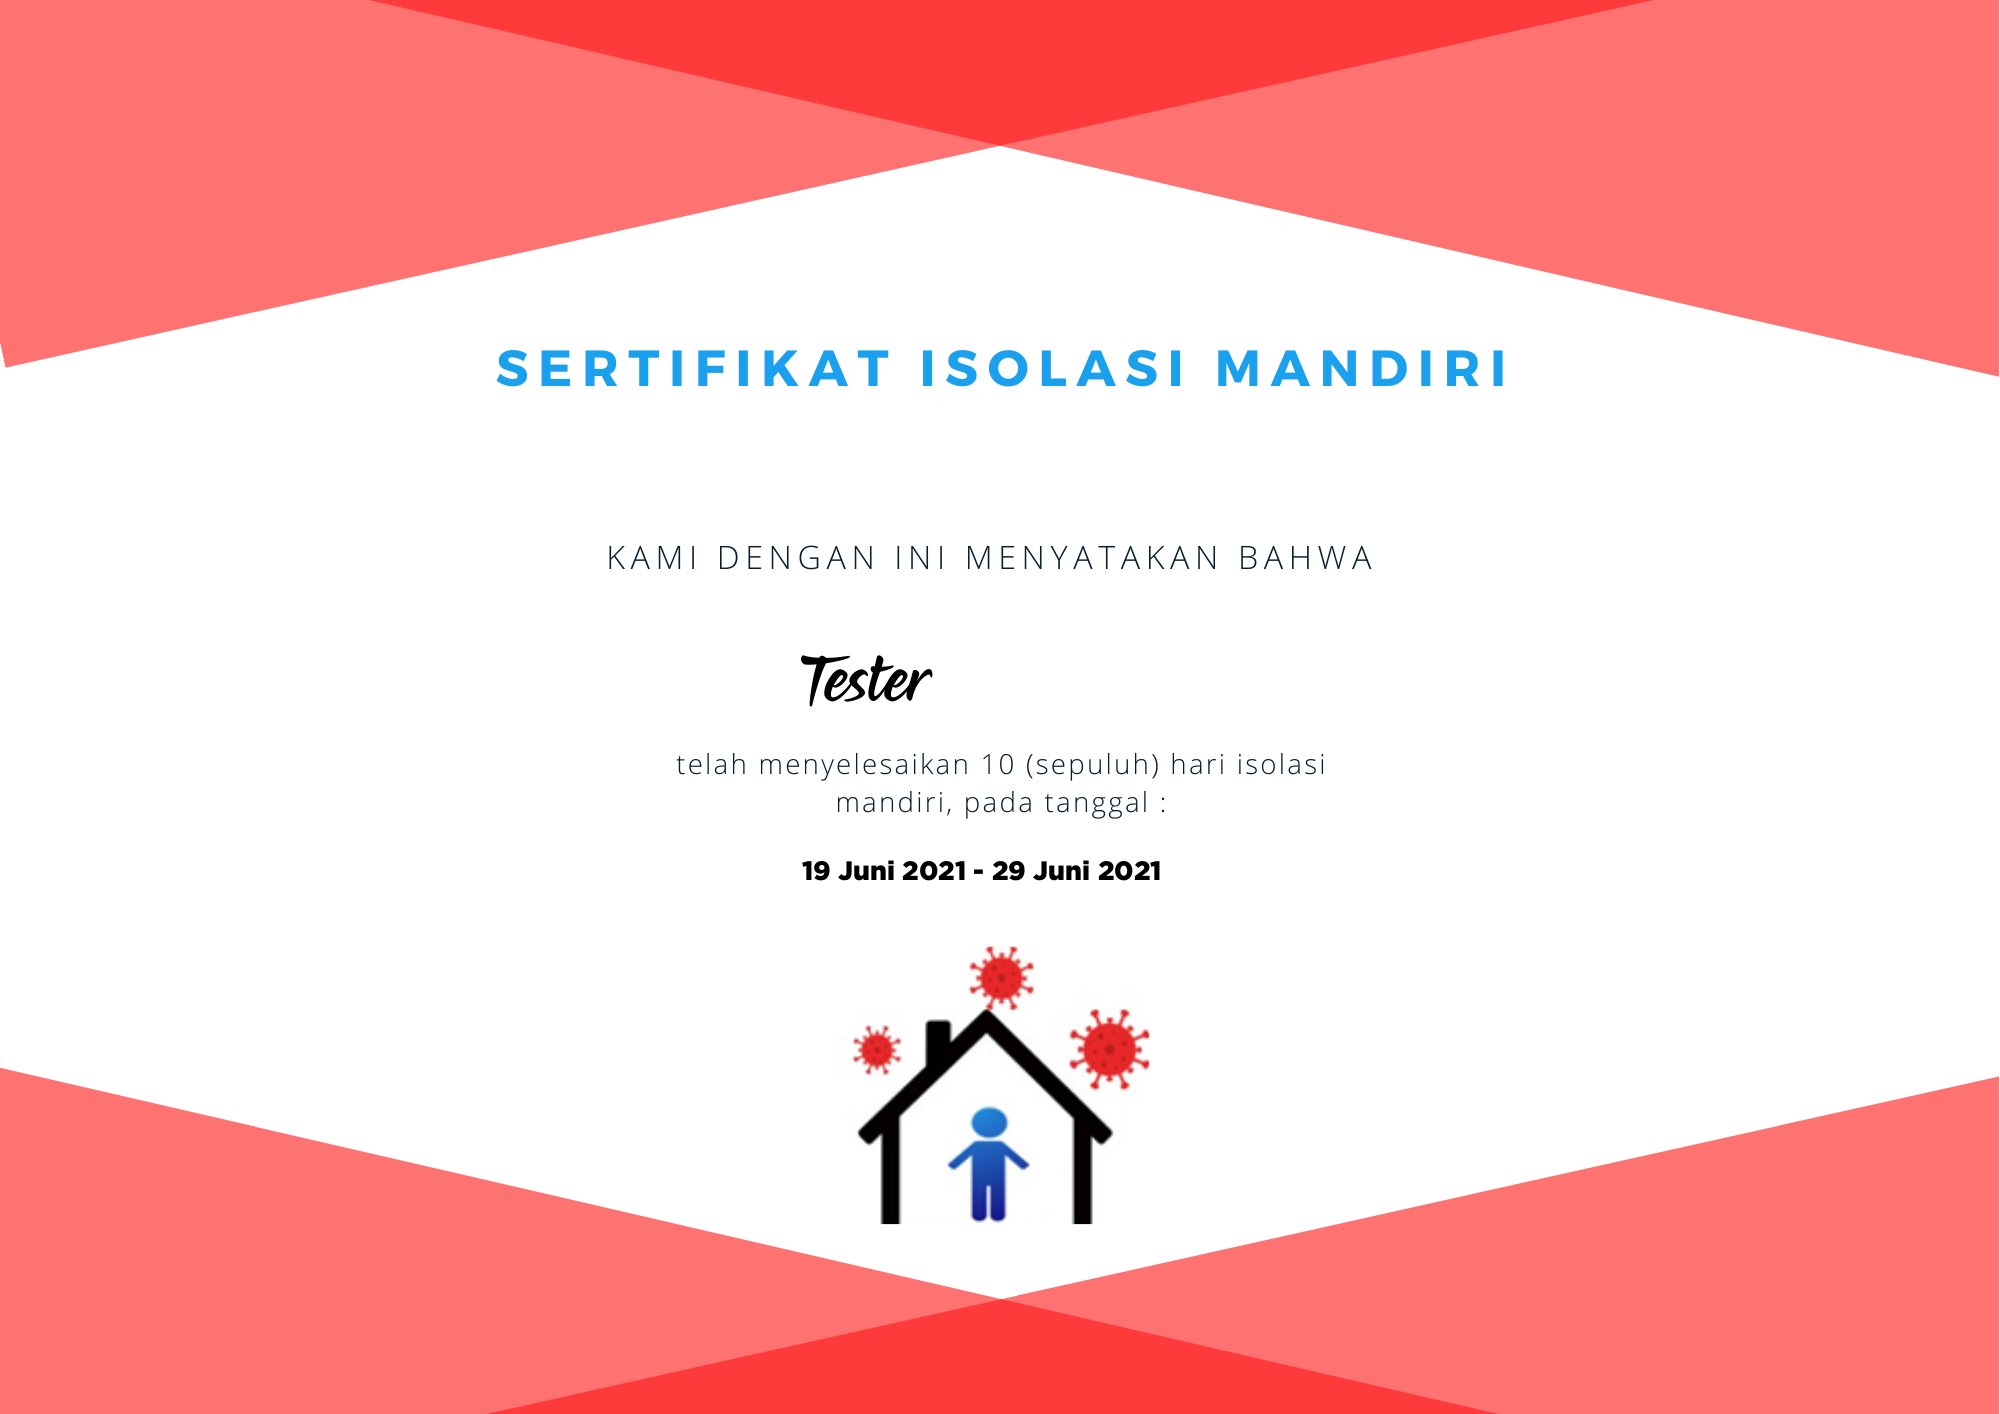 SERTIFIKAT ISOLASI MANDIRI
KAMI DENGAN INI MENYATAKAN BAHWA
Tester
telah menyelesaikan 10 (sepuluh) hari isolasi
mandiri, pada tanggal :
19 Juni 2021 - 29 Juni 2021